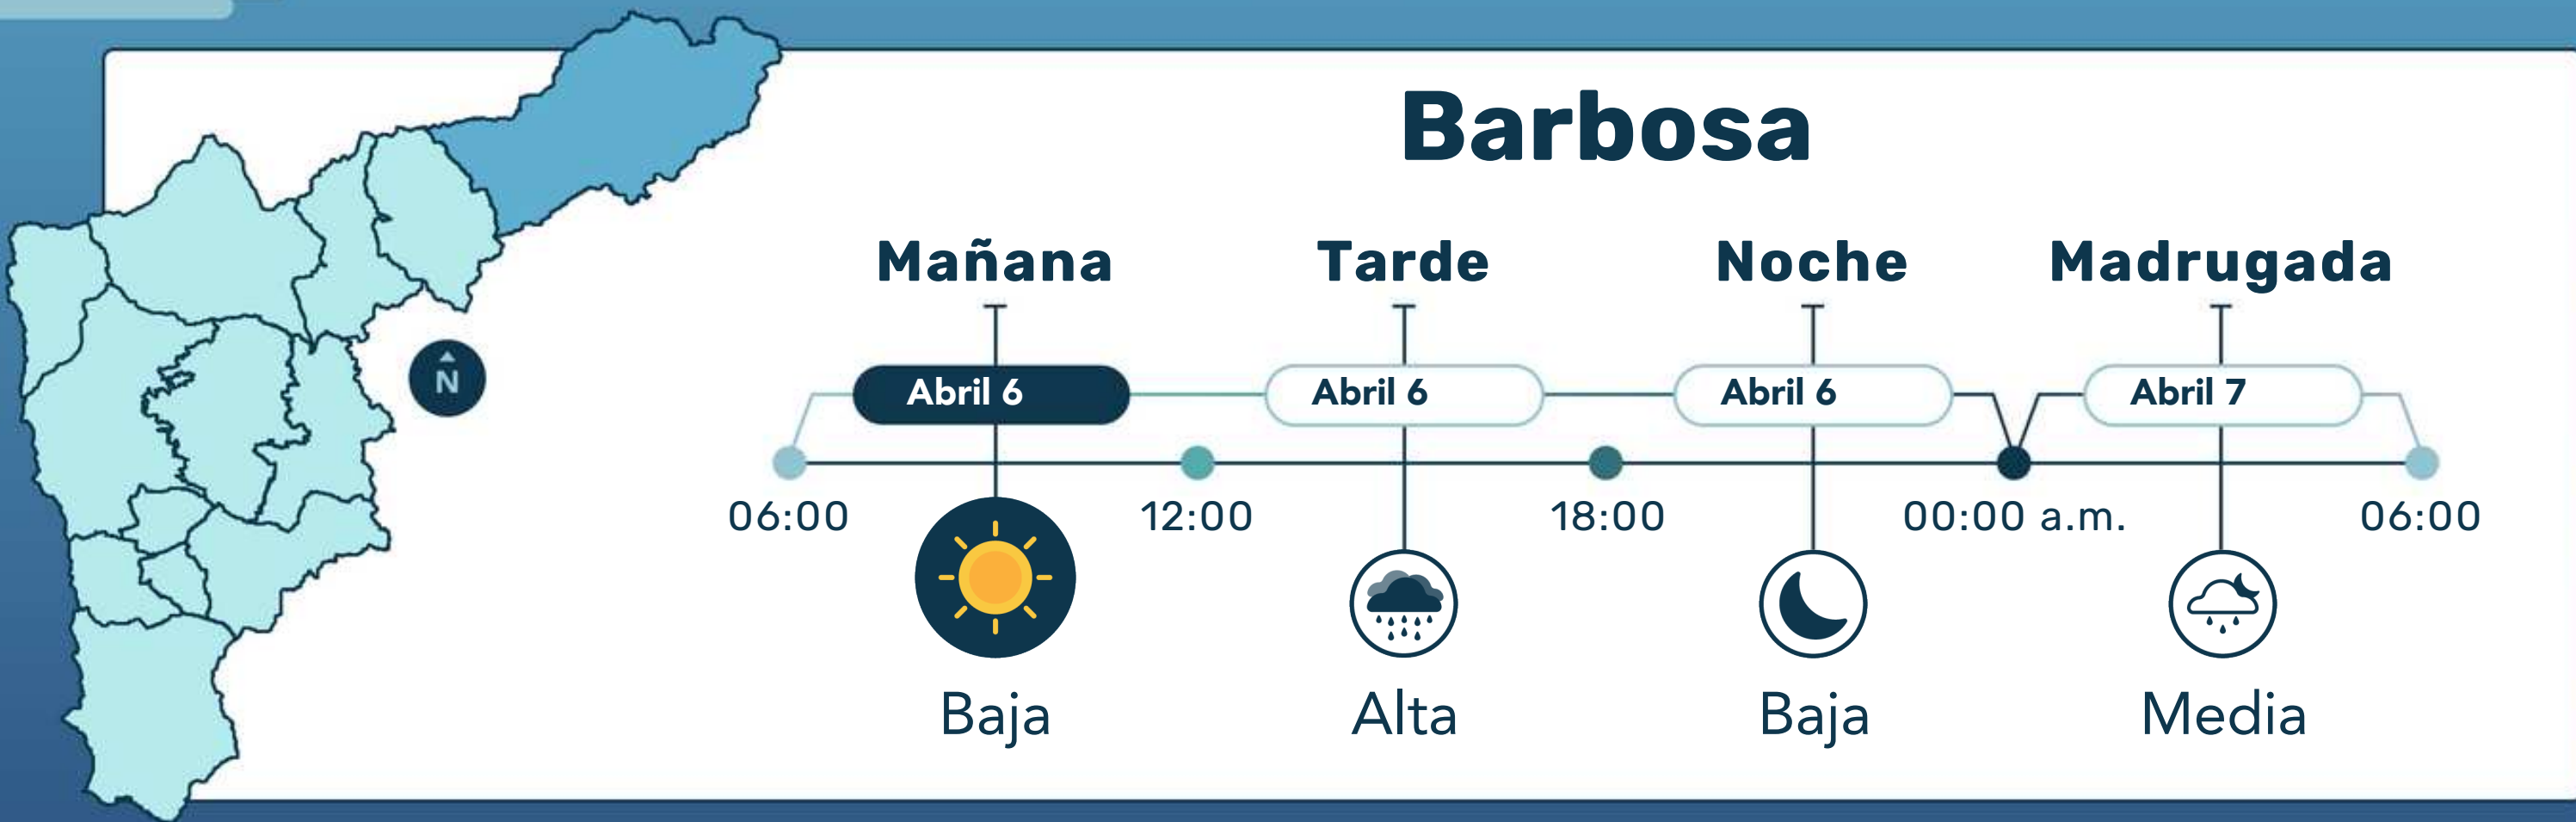 Barbosa
Mañana Tarde Noche Madrugada
N
Abril 6 Abril 6 Abril 6 Abril 7
06:00 12:00 18:00 00:00 a.m. 06:00
Baja Alta Baja Media